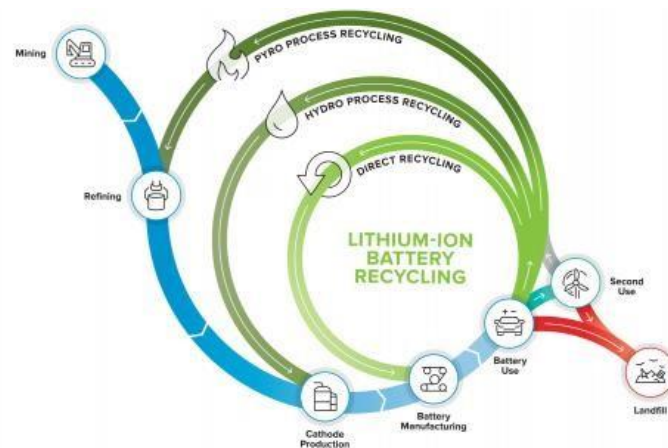 Mining
PYRO PROCESS RECYCLING
HYDRO PROCESS RECYCLING
DIRECT RECYCLING
Refining
LITHIUM-ION
BATTERY
RECYCLING
Second
Use
Battery
Use
Landfill
Battery
Manufacturing
Cathode
Production